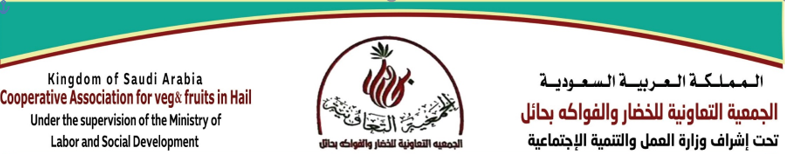 Kingdom of Saudi Arabia
Cooperative Association for veg& fruits in Hail
Under the supervision of the Ministry of
Labor and Social Development
الجمعية التعاونية
الجمعيه التعاونيه للخضار والفواكه بحائل
المملكة العربية السعودية
الجمعية التعاونية للخضار والفواكه بحائل
تحت إشراف وزارة العمل والتنمية الإجتماعية